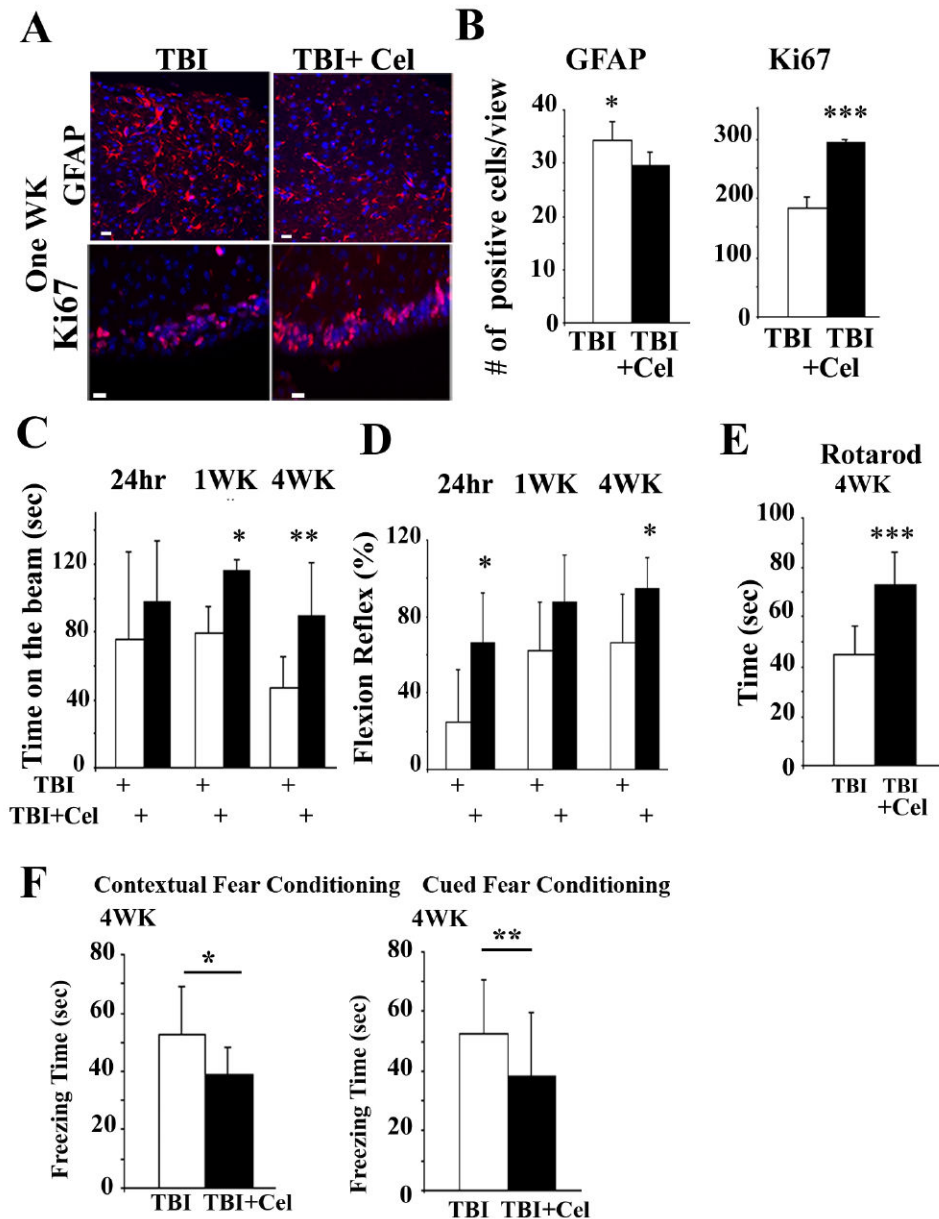 A
TBI
TBI+ Cel
One WK
GFAP
Ki67
B
GFAP
Ki67
# of positive cells/view
40
30
20
10
0
*
TBI TBI
+Cel
300
200
100
0
***
TBI TBI
+Cel
C
24hr 1WK 4WK
Time on the beam (sec)
120
80
40
0
* **
TBI + + +
TBI+Cel + + +
D
24hr 1WK 4WK
Flexion Reflex (%)
120
80
40
0
* *
+ + +
+ + +
E
Rotarod
4WK
Time (sec)
100
80
60
40
20
0
***
TBI TBI
+Cel
F
Contextual Fear Conditioning
4WK
Freezing Time (sec)
80
60
40
20
0
*
TBI TBI+Cel
Cued Fear Conditioning
4WK
Freezing Time (sec)
80
60
40
20
0
**
TBI TBI+Cel